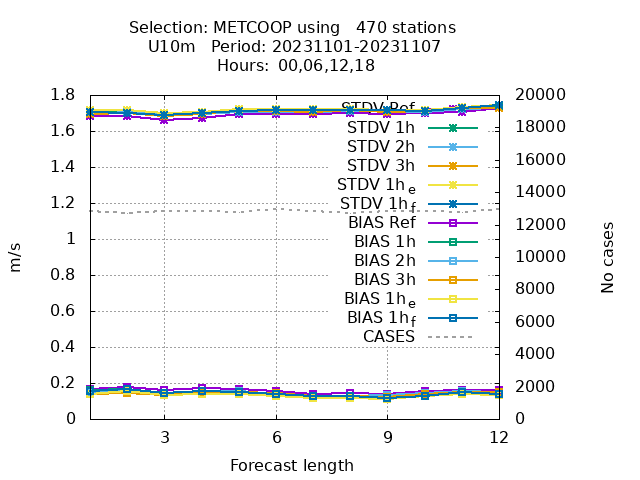 Selection: METCOOP using 470 stations
U10m Period: 20231101-20231107
Hours: 00,06,12,18
1.8
1.6
1.4
1.2
1
0.8
0.6
0.4
0.2
0
m/s
STDV Ref
STDV 1h
STDV 2h
STDV 3h
STDV 1he
STDV 1hf
BIAS Ref
BIAS 1h
BIAS 2h
BIAS 3h
BIAS 1he
BIAS 1hf
CASES
20000
18000
16000
14000
12000
10000
8000
6000
4000
2000
0
No cases
3 6 9 12
Forecast length